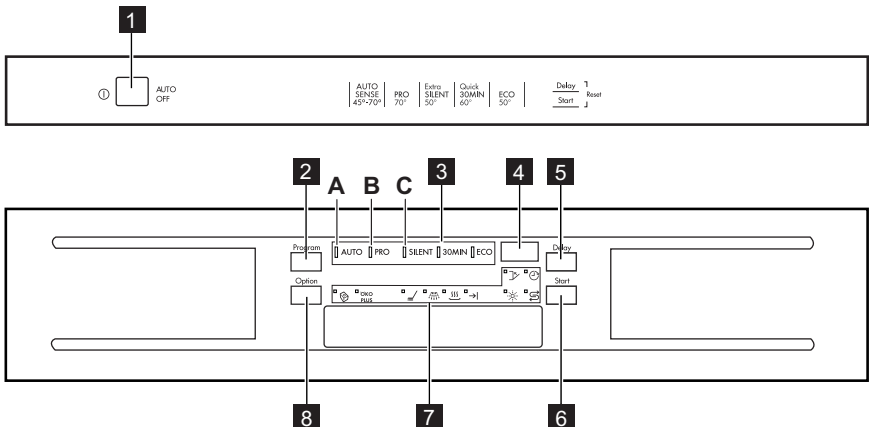 1
AUTO
OFF
AUTO
SENSE
45°-70°
PRO
70°
Extra
SILENT
50°
Quick
30MIN
60°
ECO
50°
Delay
Start
Reset
2
A
B
C
3
4
5
Program
AUTO PRO SILENT 30MIN ECO
Delay
Option
ÖKO
PLUS
Start
8
7
6